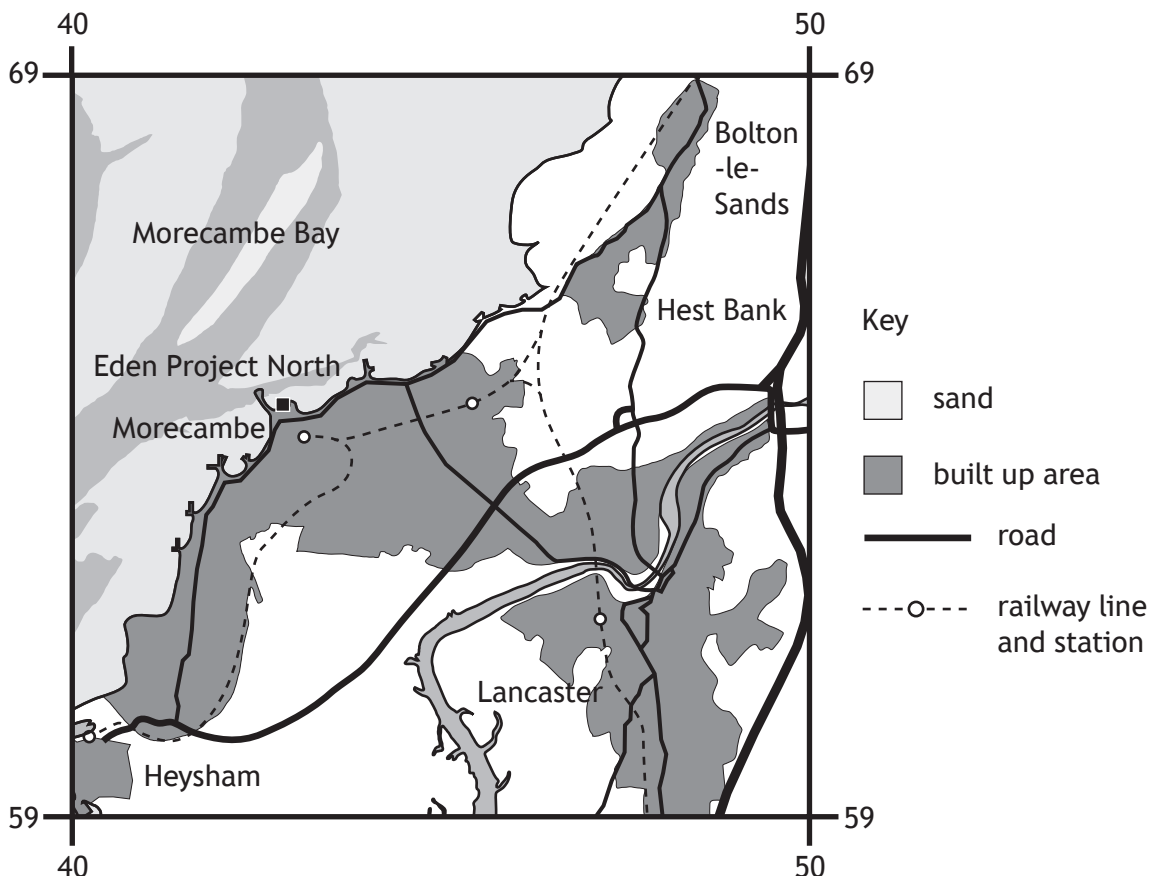 40
50
69
69
Bolton
-le-
Sands
Morecambe Bay
Hest Bank
Eden Project North
Morecambe
Lancaster
Heysham
59
59
40
50
Key
sand
built up area
road
railway line
and station